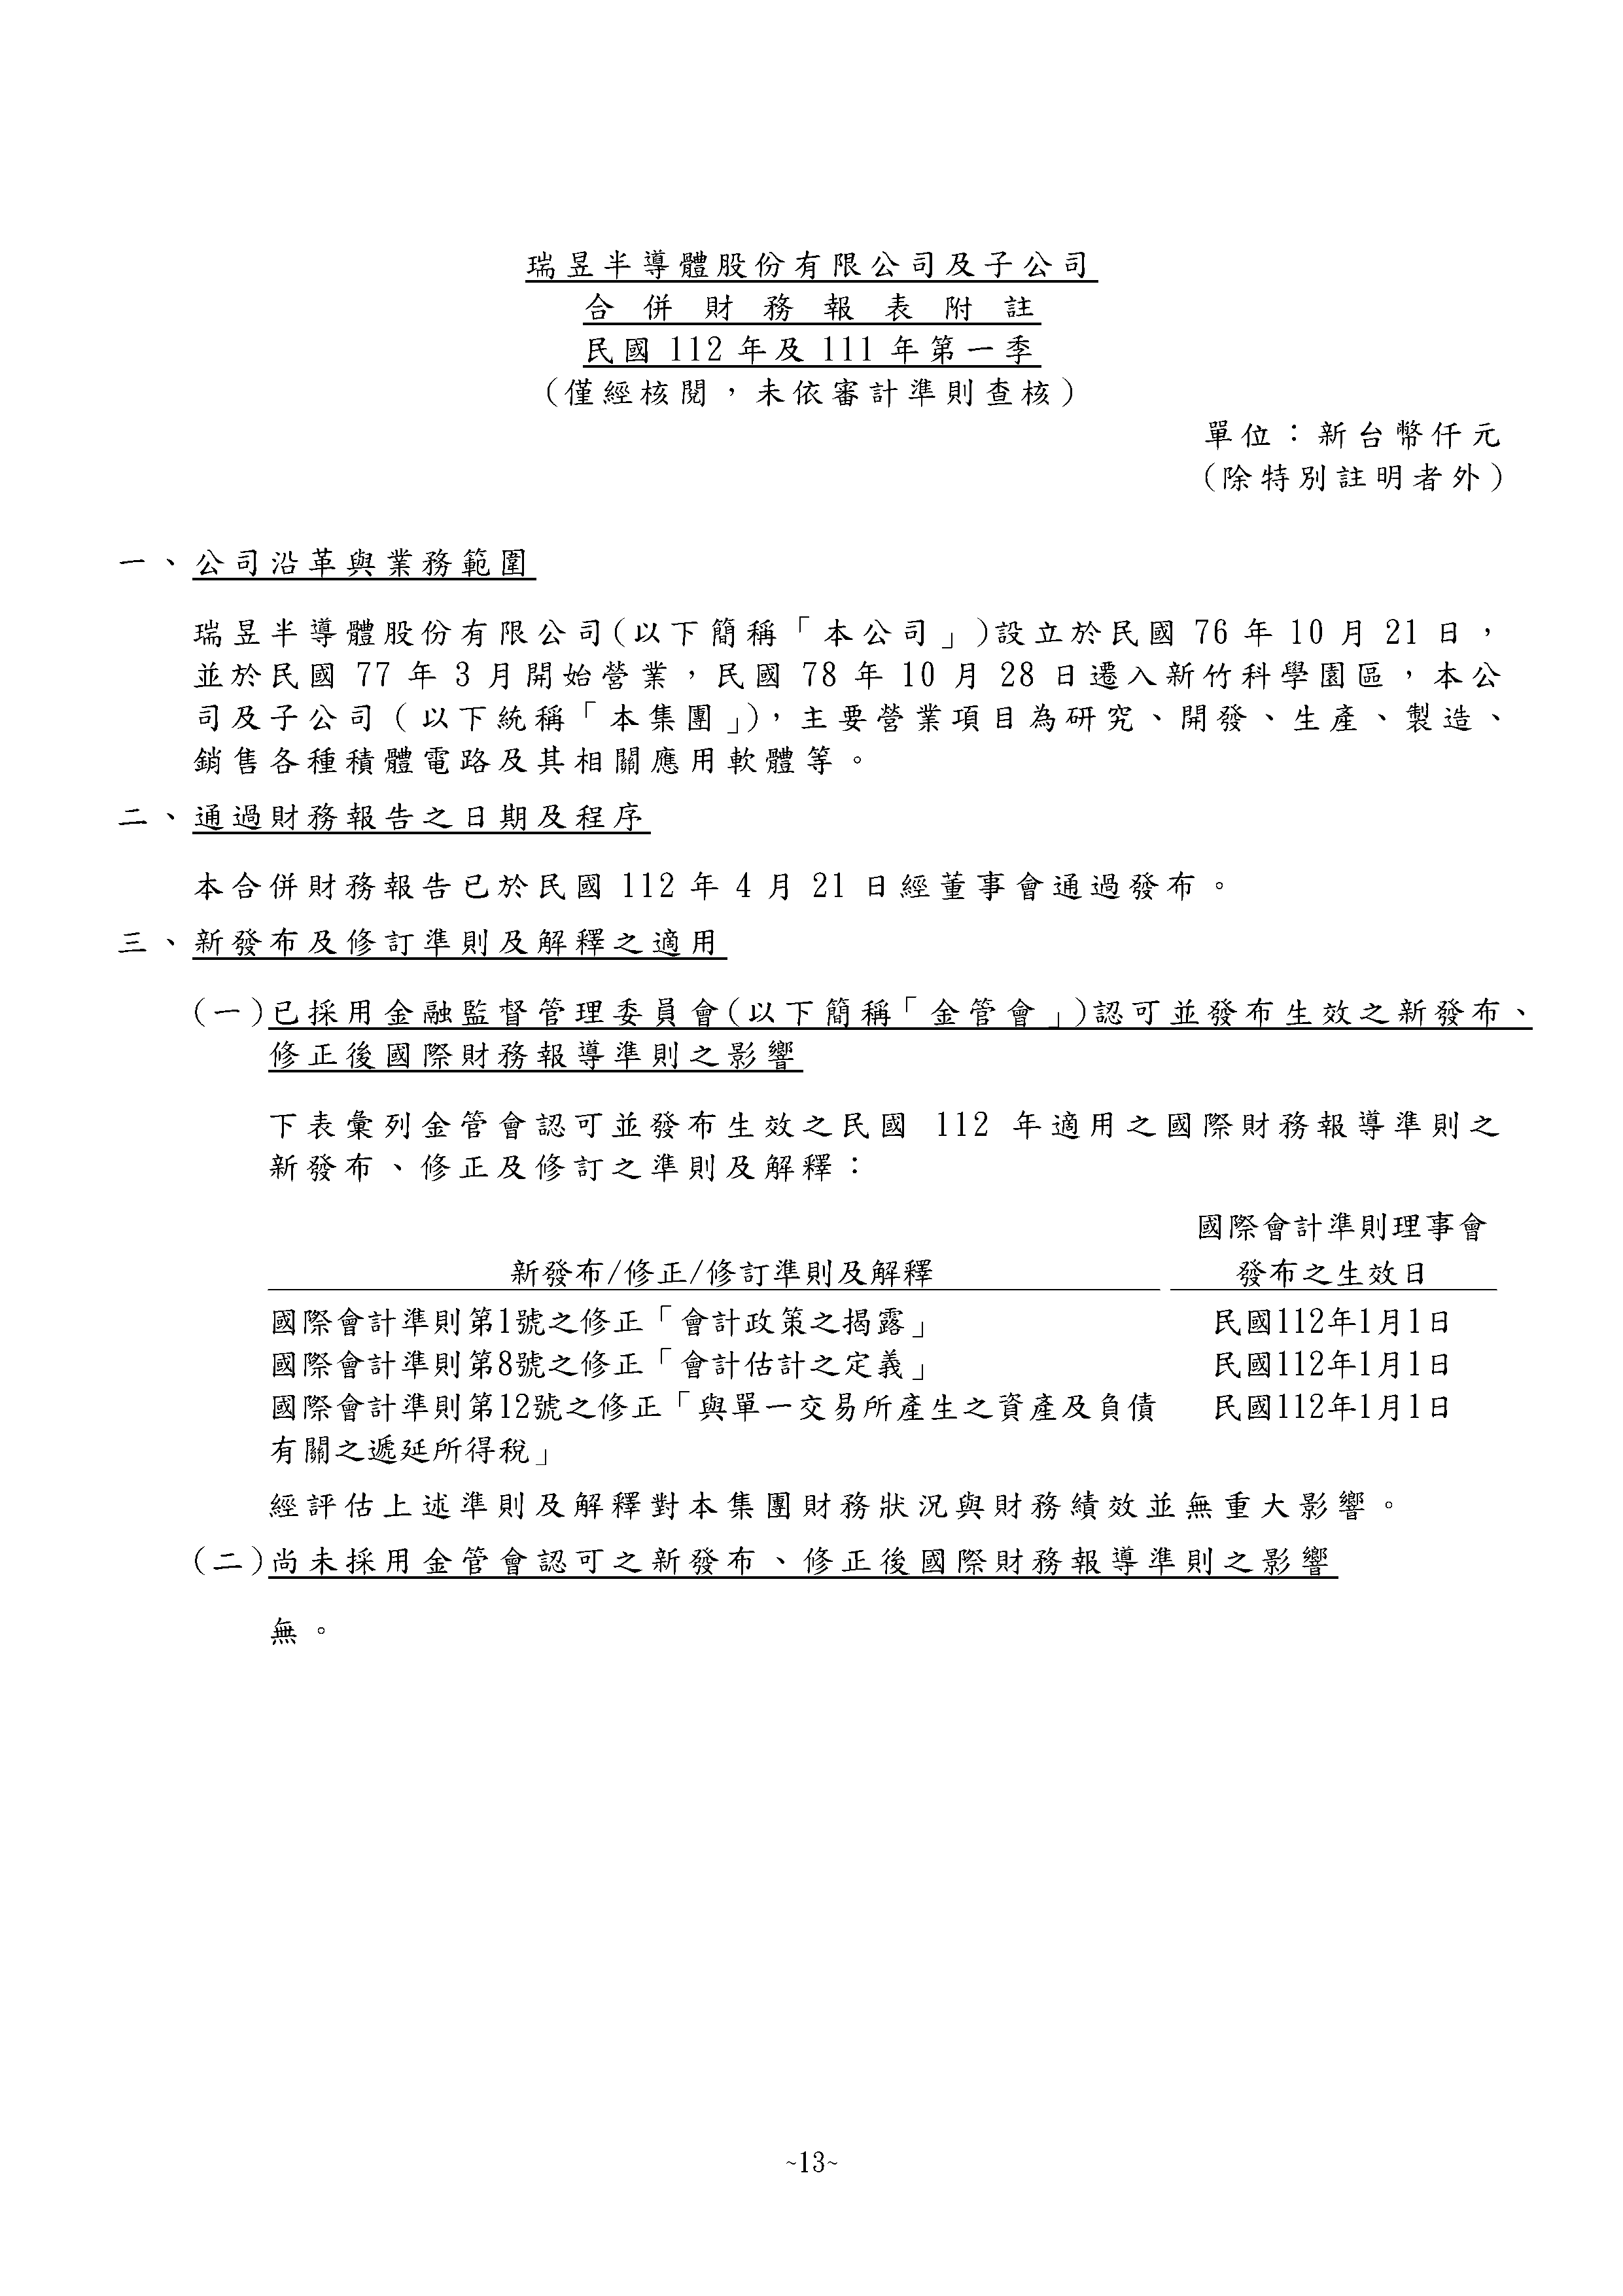 瑞昱半導體股份有限公司及子公司
合併財務報表附註
民國 112 年及 111 年第一季
(僅經核閱，未依審計準則查核)
單位：新台幣仟元
(除特別註明者外)
一、公司沿革與業務範圍
瑞昱半導體股份有限公司(以下簡稱「本公司」)設立於民國 76 年 10 月 21 日，
並於民國 77 年 3 月開始營業，民國 78 年 10 月 28 日遷入新竹科學園區，本公
司及子公司(以下統稱「本集團」)，主要營業項目為研究、開發、生產、製造、
銷售各種積體電路及其相關應用軟體等。
二、通過財務報告之日期及程序
本合併財務報告已於民國 112 年 4 月 21 日經董事會通過發布。
三、新發布及修訂準則及解釋之適用
(一)已採用金融監督管理委員會(以下簡稱「金管會」)認可並發布生效之新發布、
修正後國際財務報導準則之影響
下表彙列金管會認可並發布生效之民國 112 年適用之國際財務報導準則之
新發布、修正及修訂之準則及解釋：
國際會計準則理事會
新發布/修正/修訂準則及解釋 發布之生效日
國際會計準則第1號之修正「會計政策之揭露」 民國112年1月1日
國際會計準則第8號之修正「會計估計之定義」 民國112年1月1日
國際會計準則第12號之修正「與單一交易所產生之資產及負債 民國112年1月1日
有關之遞延所得稅」
經評估上述準則及解釋對本集團財務狀況與財務績效並無重大影響。
(二)尚未採用金管會認可之新發布、修正後國際財務報導準則之影響
無。
~13~